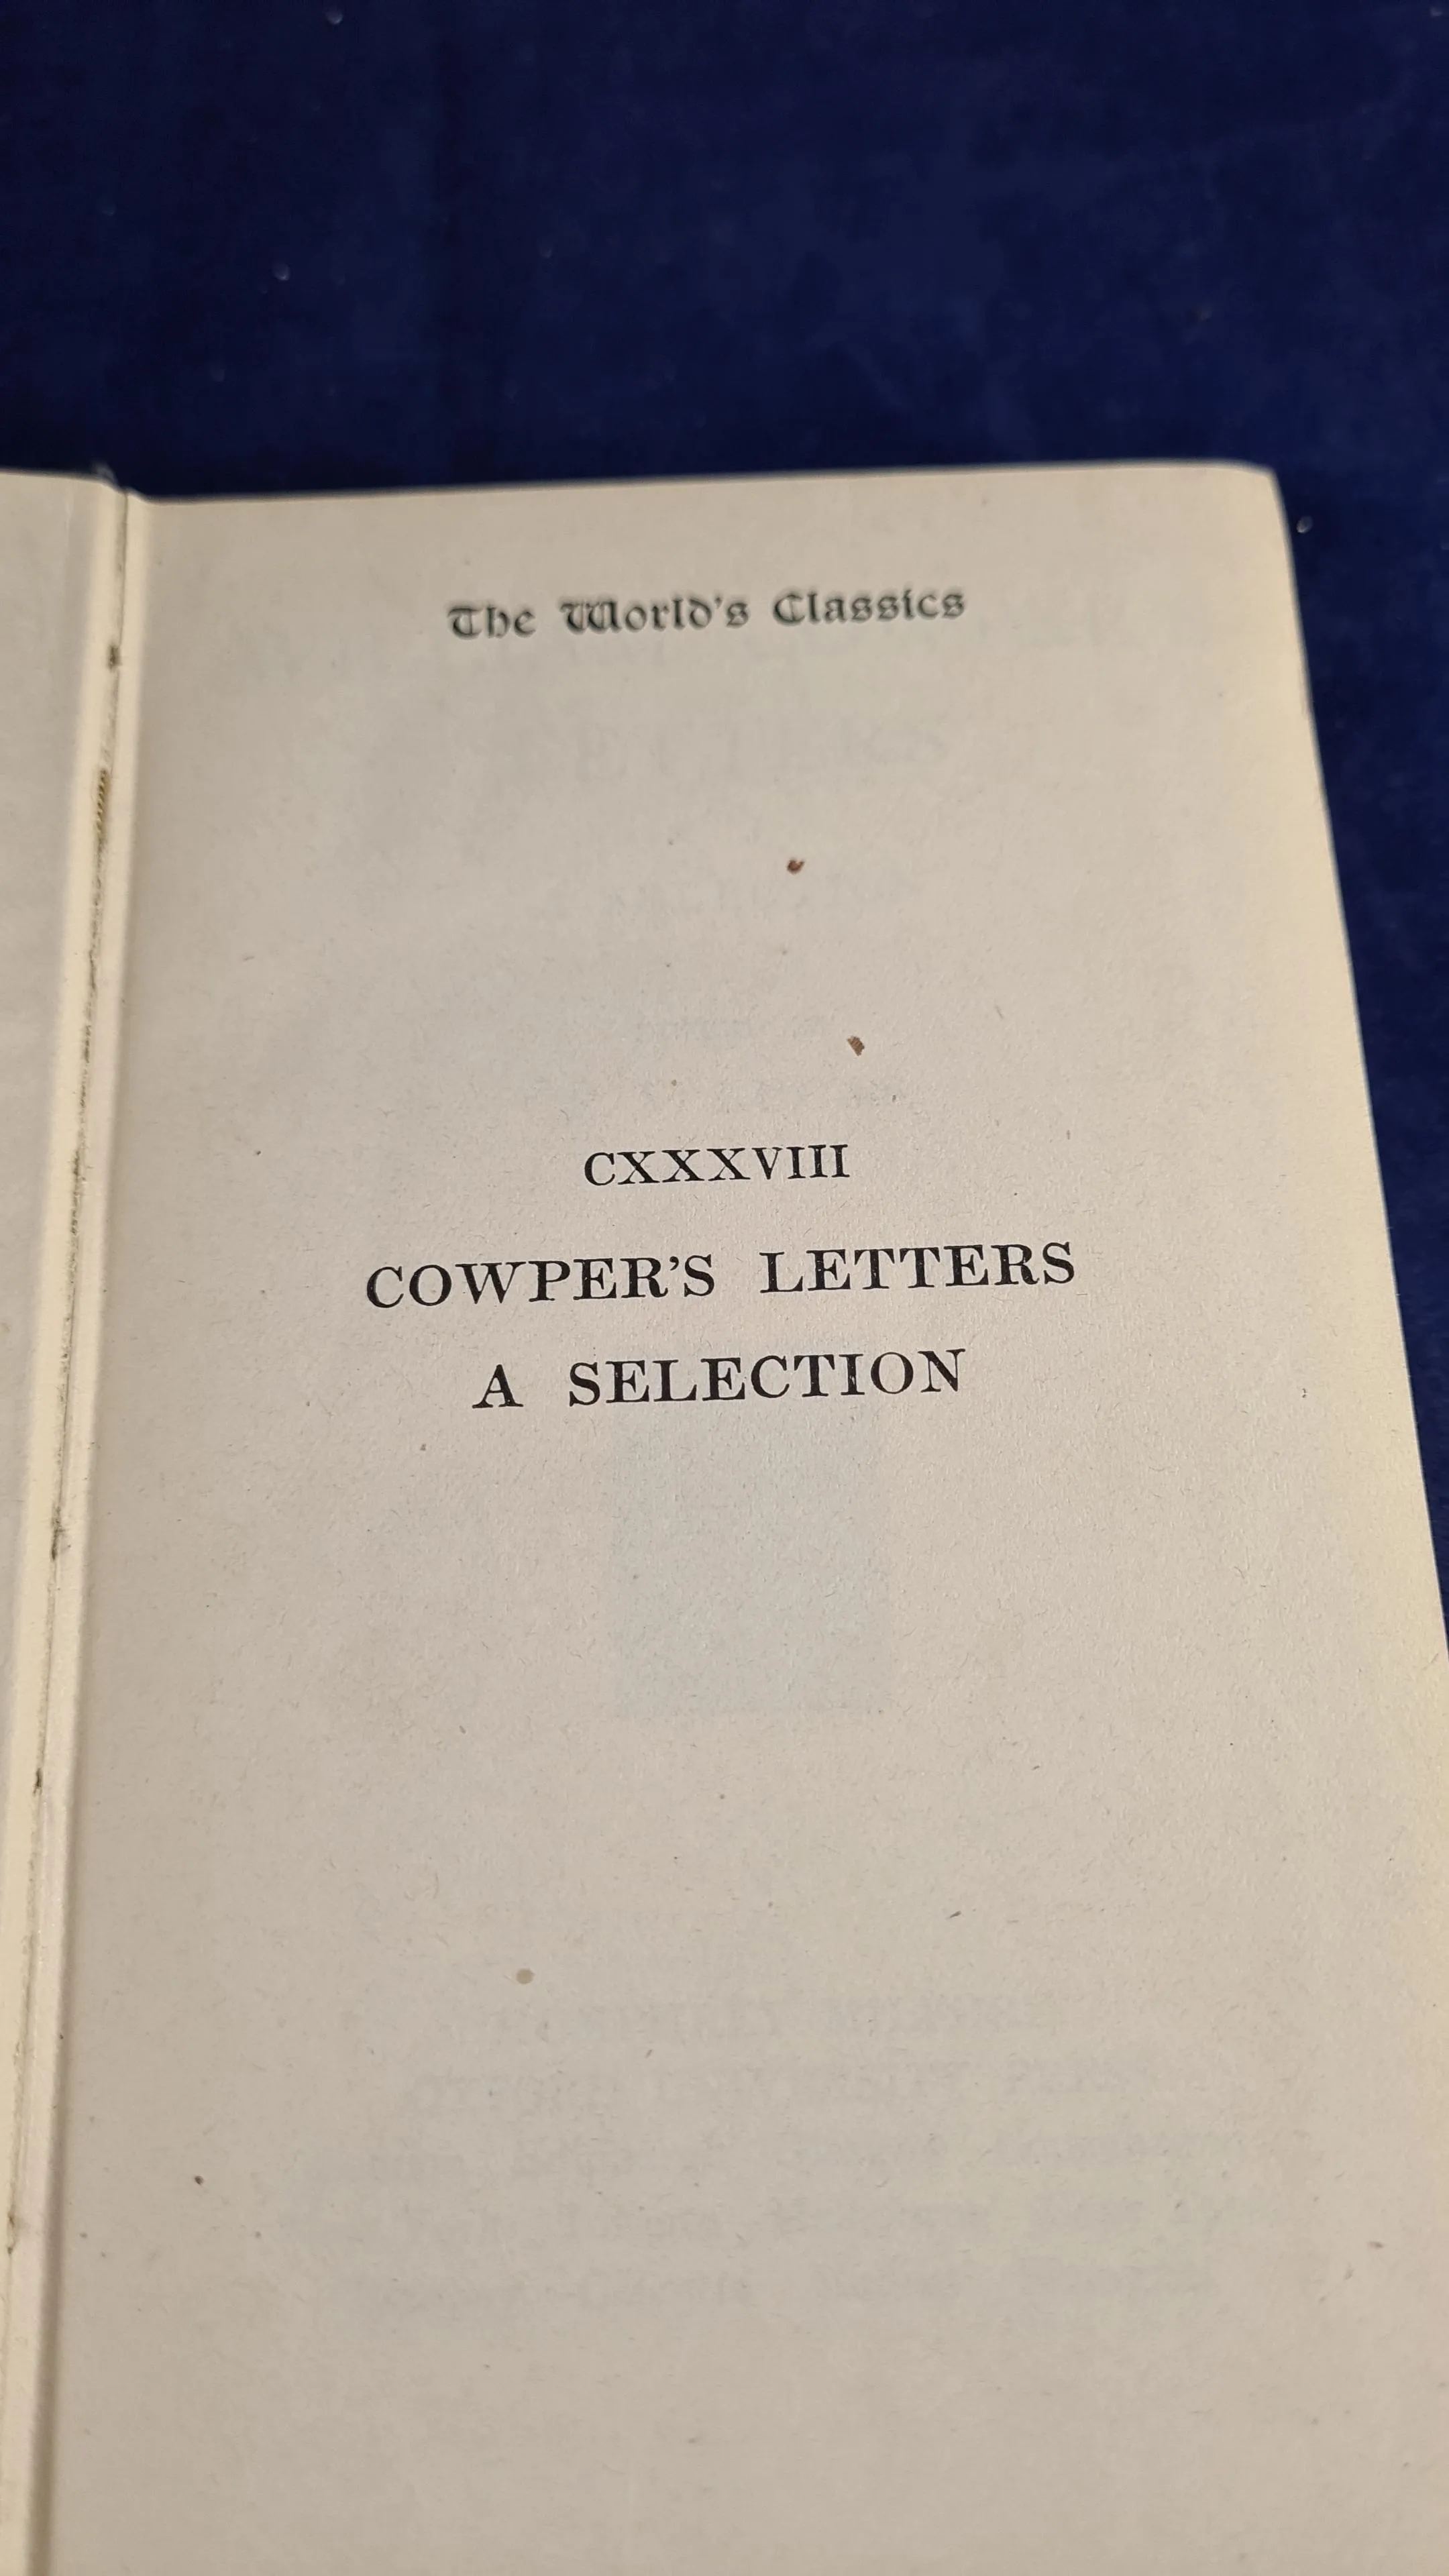 The World's Classics
CXXXVIII
COWPER'S LETTERS
A SELECTION